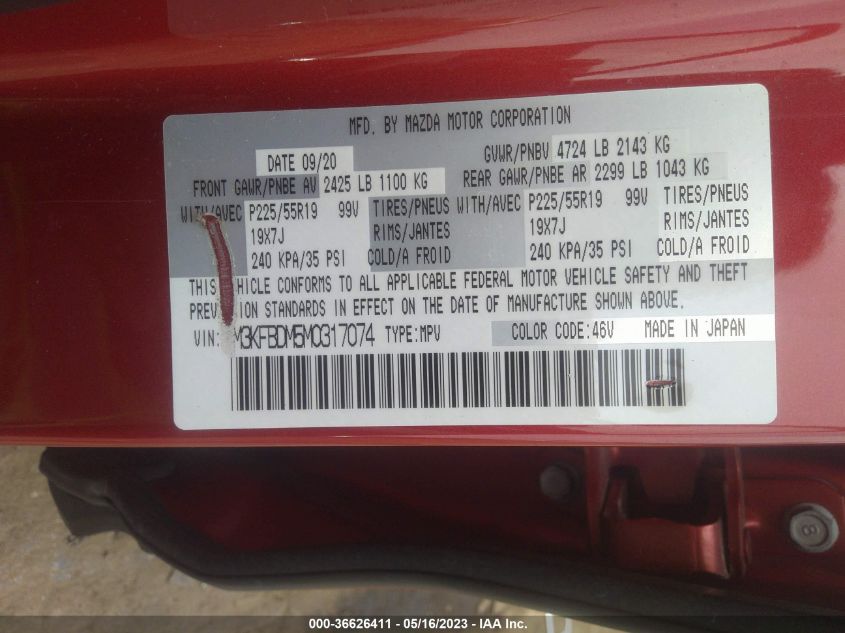 MFD. BY MAZDA MOTOR CORPORATION
DATE 09/20 GVWR/PNBV 4724 LB 2143 KG
FRONT GAWR/PNBE AV 2425 LB 1100 KG REAR GAWR/PNBE AR 2299 LB 1043 KG
WITH/AVEC P225/55R19 99V TIRES/PNEUS WITH/AVEC P225/55R19 99V TIRES/PNEUS
19X7J RIMS/JANTES 19X7J RIMS/JANTES
240 KPA/35 PSI COLD/A FROID 240 KPA/35 PSI COLD/A FROID
THIS VEHICLE CONFORMS TO ALL APPLICABLE FEDERAL MOTOR VEHICLE SAFETY AND THEFT
PREVENTION STANDARDS IN EFFECT ON THE DATE OF MANUFACTURE SHOWN ABOVE.
VIN: M3KFBDM5M0317074 TYPE:MPV COLOR CODE:46V MADE IN JAPAN
8
000-36626411 - 05/16/2023 - IAA Inc.